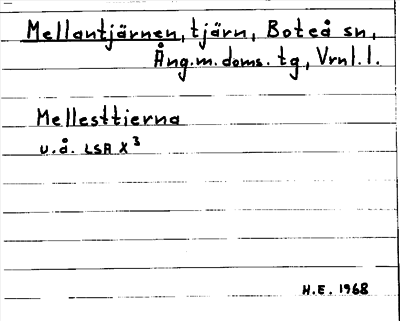 Mellantjärnen, tjärn, Boteå sn,
Ång.m.doms.tg, Vrnl.l.
Mellesttierna
u.å. LSA X³
H.E. 1968